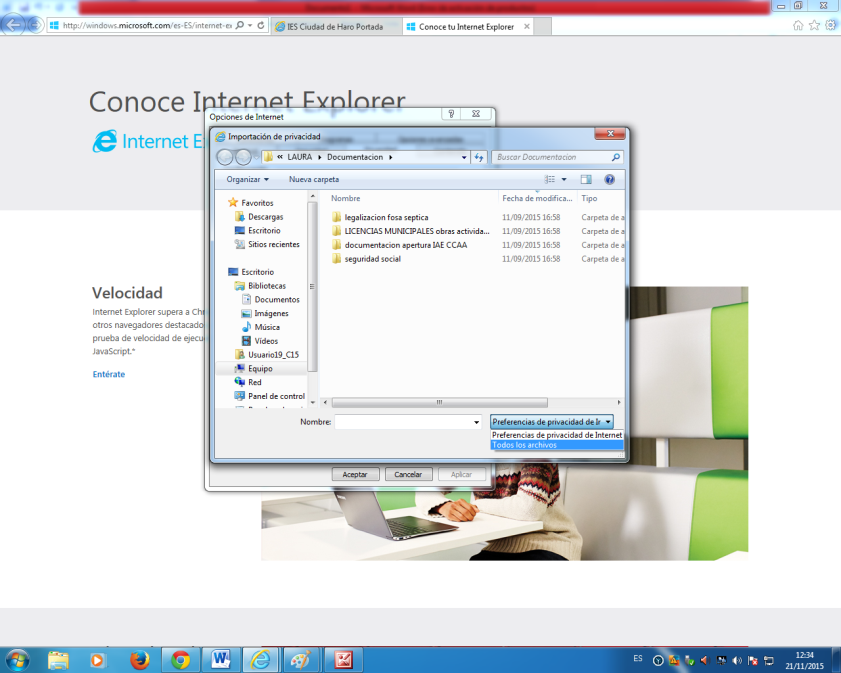 http://windows.microsoft.com/es-ES/internet-ex
IES Ciudad de Haro Portada
Conoce tu Internet Explorer
Conoce Internet Explorer
Internet E
Opciones de Internet
Importación de privacidad
« LAURA ▸ Documentacion ▸
Buscar Documentacion
Organizar
Nueva carpeta
Nombre
Fecha de modifica...
Tipo
Favoritos
Descargas
Escritorio
Sitios recientes
Escritorio
Bibliotecas
Documentos
Imágenes
Música
Vídeos
Usuario19_C15
Equipo
Red
Panel de control
legalizacion fosa septica 11/09/2015 16:58 Carpeta de a
LICENCIAS MUNICIPALES obras activida... 11/09/2015 16:58 Carpeta de a
documentacion apertura IAE CCAA 11/09/2015 16:58 Carpeta de a
seguridad social 11/09/2015 16:58 Carpeta de a
Nombre:
Preferencias de privacidad de Ir
Preferencias de privacidad de Internet
Todos los archivos
Aceptar
Cancelar
Aplicar
Velocidad
Internet Explorer supera a Chr
otros navegadores destacado
prueba de velocidad de ejecu
JavaScript.*
Entérate
ES
12:34
21/11/2015